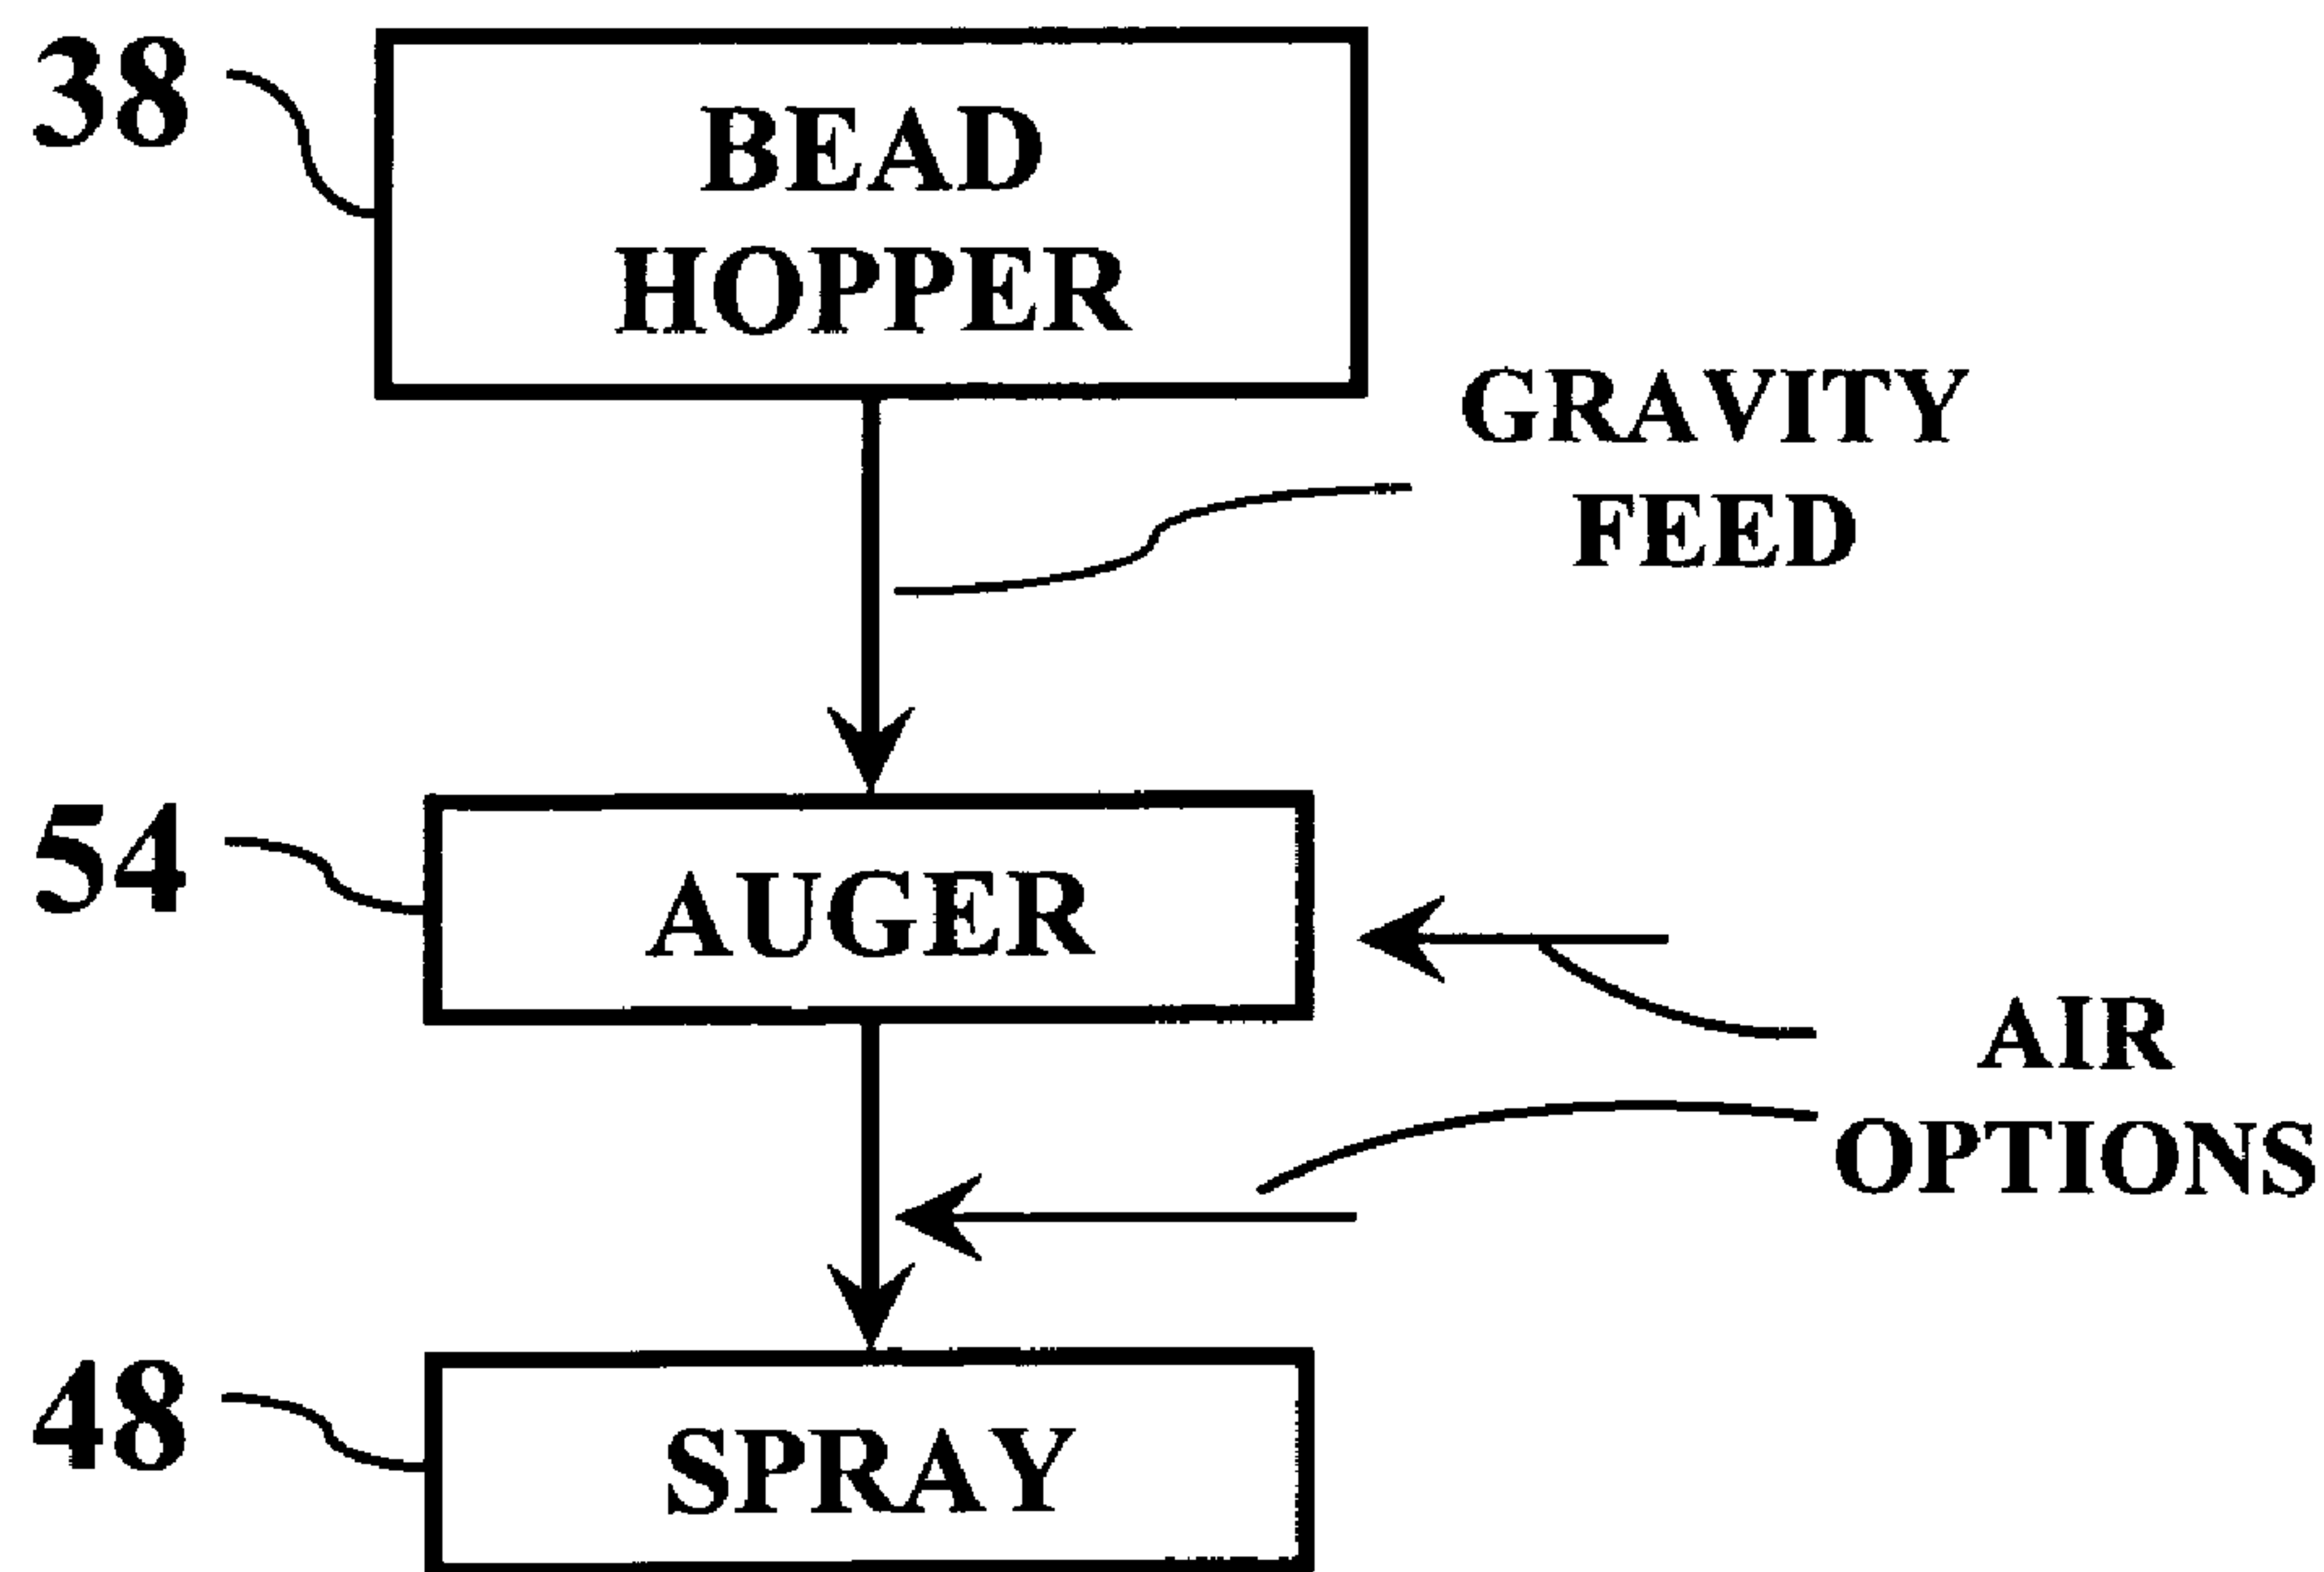 38
BEAD
HOPPER
GRAVITY
FEED
54
AUGER
AIR
OPTIONS
48
SPRAY